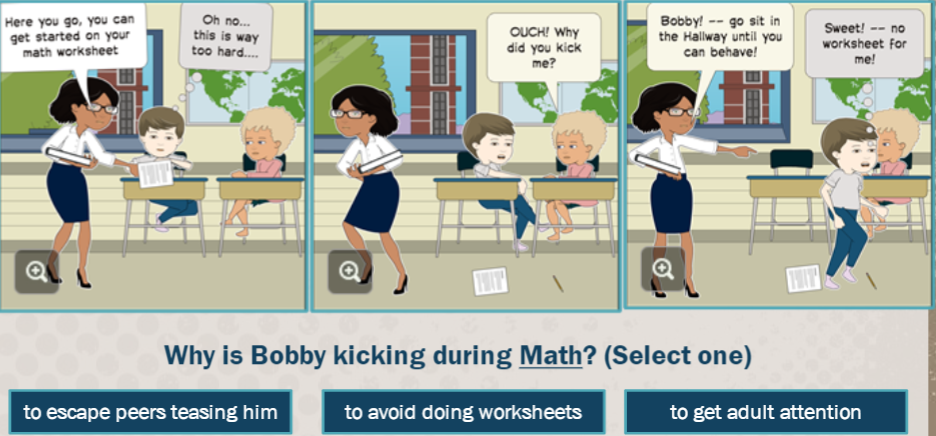 Here you go, you can
get started on your
math worksheet
Oh no...
this is way
too hard....
OUCH! Why
did you kick
me?
Bobby! -- go sit in
the Hallway until you
can behave!
Sweet! -- no
worksheet for
me!
Why is Bobby kicking during Math? (Select one)
to escape peers teasing him
to avoid doing worksheets
to get adult attention